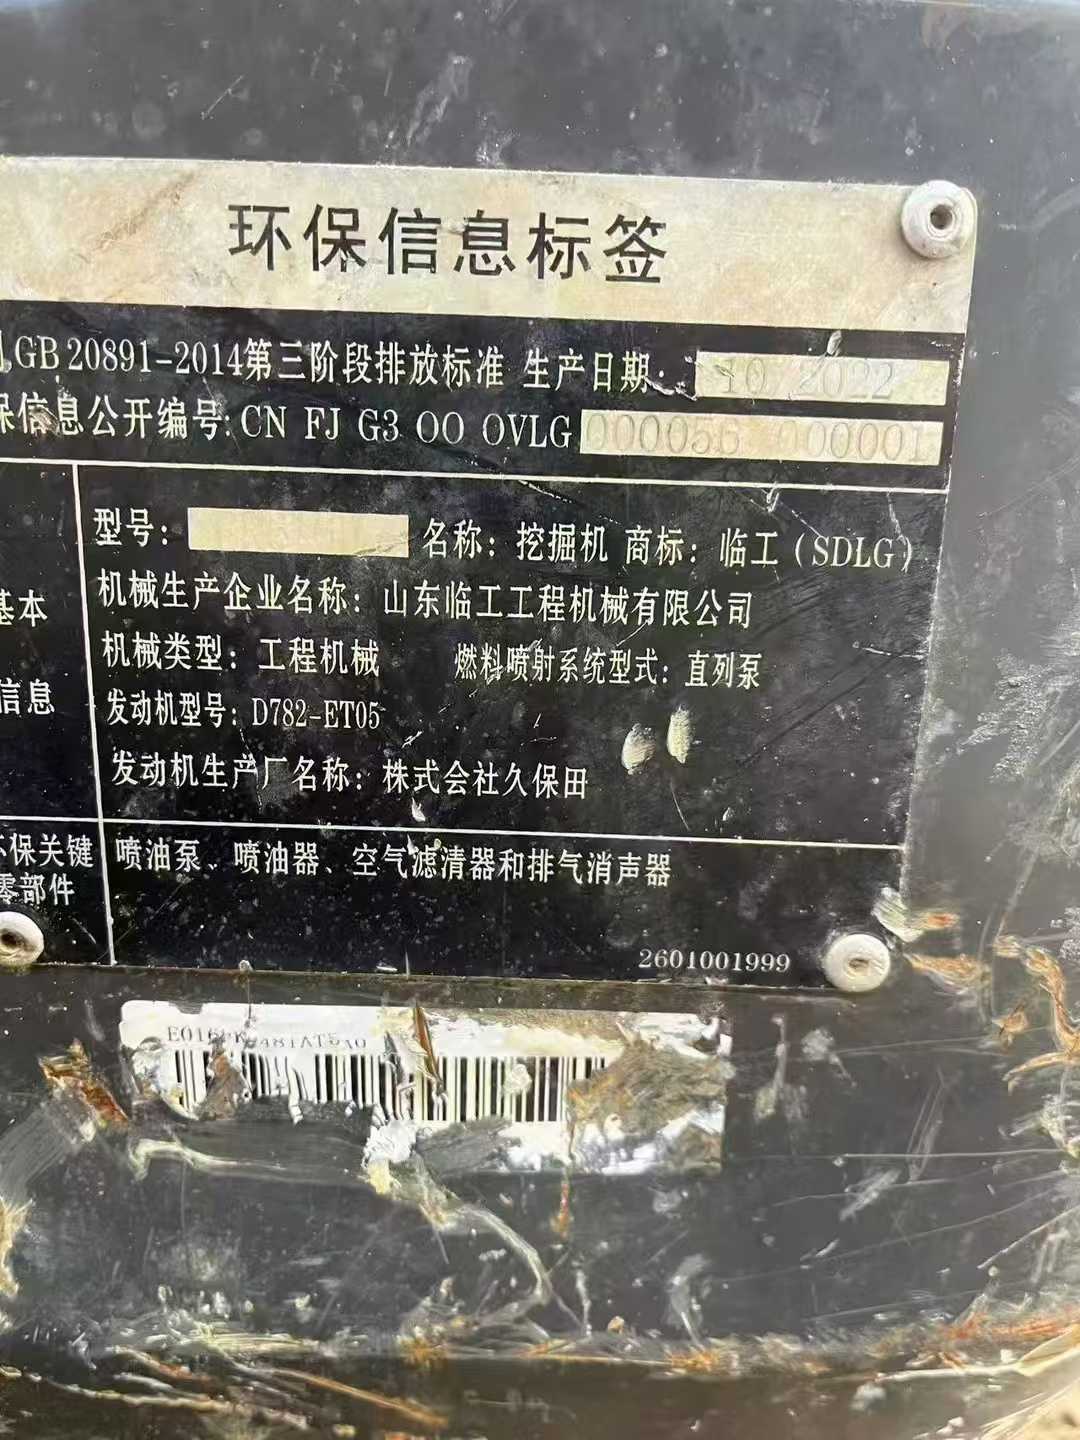 环保信息标签
GB 20891-2014第三阶段排放标准 生产日期: 10 2022
保信息公开编号: CN FJ G3 OO OVLG 000056 000001
型号: 名称: 挖掘机 商标: 临工 (SDLG)
机械生产企业名称: 山东临工工程机械有限公司
基本
机械类型: 工程机械 燃料喷射系统型式: 直列泵
信息
发动机型号: D782-ET05
发动机生产厂名称: 株式会社久保田
环保关键
零部件
喷油泵、喷油器、空气滤清器和排气消声器
2601001999